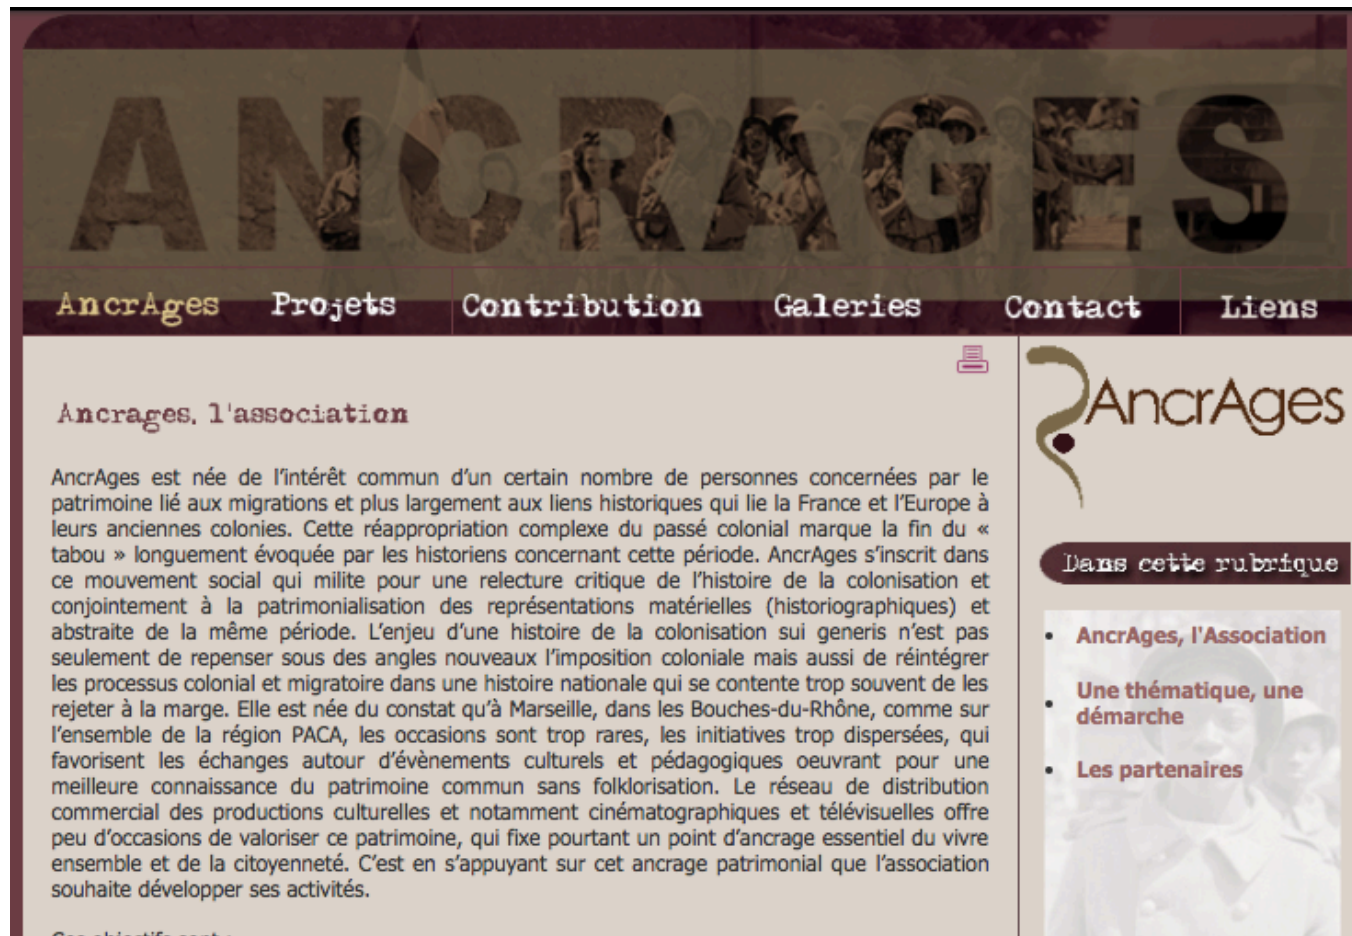 ANCRAGES
AncrAges Projets Contribution Galeries Contact Liens
AncrAges
Ancrages, l'association
AncrAges est née de l’intérêt commun d’un certain nombre de personnes concernées par le
patrimoine lié aux migrations et plus largement aux liens historiques qui lie la France et l’Europe à
leurs anciennes colonies. Cette réappropriation complexe du passé colonial marque la fin du «
tabou » longuement évoquée par les historiens concernant cette période. AncrAges s’inscrit dans
ce mouvement social qui milite pour une relecture critique de l’histoire de la colonisation et
conjointement à la patrimonialisation des représentations matérielles (historiographiques) et
abstraite de la même période. L’enjeu d’une histoire de la colonisation sui generis n’est pas
seulement de repenser sous des angles nouveaux l’imposition coloniale mais aussi de réintégrer
les processus colonial et migratoire dans une histoire nationale qui se contente trop souvent de les
rejeter à la marge. Elle est née du constat qu’à Marseille, dans les Bouches-du-Rhône, comme sur
l’ensemble de la région PACA, les occasions sont trop rares, les initiatives trop dispersées, qui
favorisent les échanges autour d’évènements culturels et pédagogiques oeuvrant pour une
meilleure connaissance du patrimoine commun sans folklorisation. Le réseau de distribution
commercial des productions culturelles et notamment cinématographiques et télévisuelles offre
peu d’occasions de valoriser ce patrimoine, qui fixe pourtant un point d’ancrage essentiel du vivre
ensemble et de la citoyenneté. C’est en s’appuyant sur cet ancrage patrimonial que l’association
souhaite développer ses activités.
Dans cette rubrique
• AncrAges, l'Association
• Une thématique, une
démarche
• Les partenaires